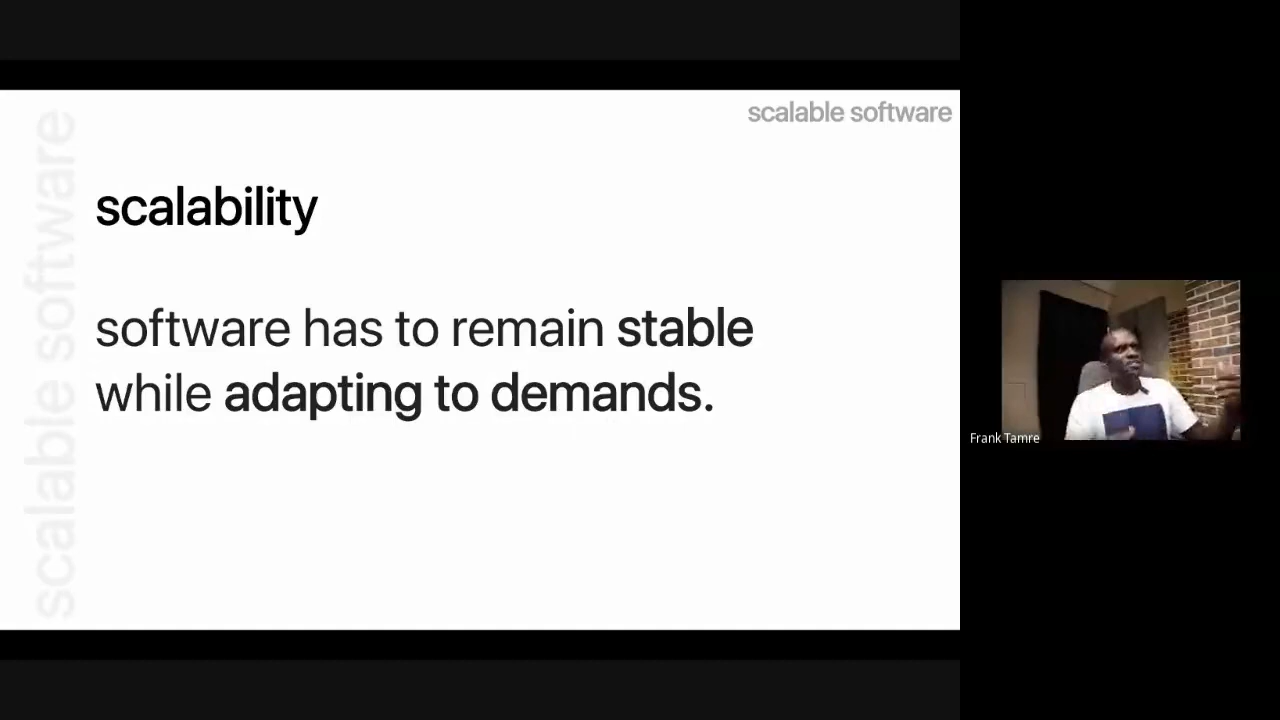 scalable software
scalable software
scalability
software has to remain stable
while adapting to demands.
Frank Tamre